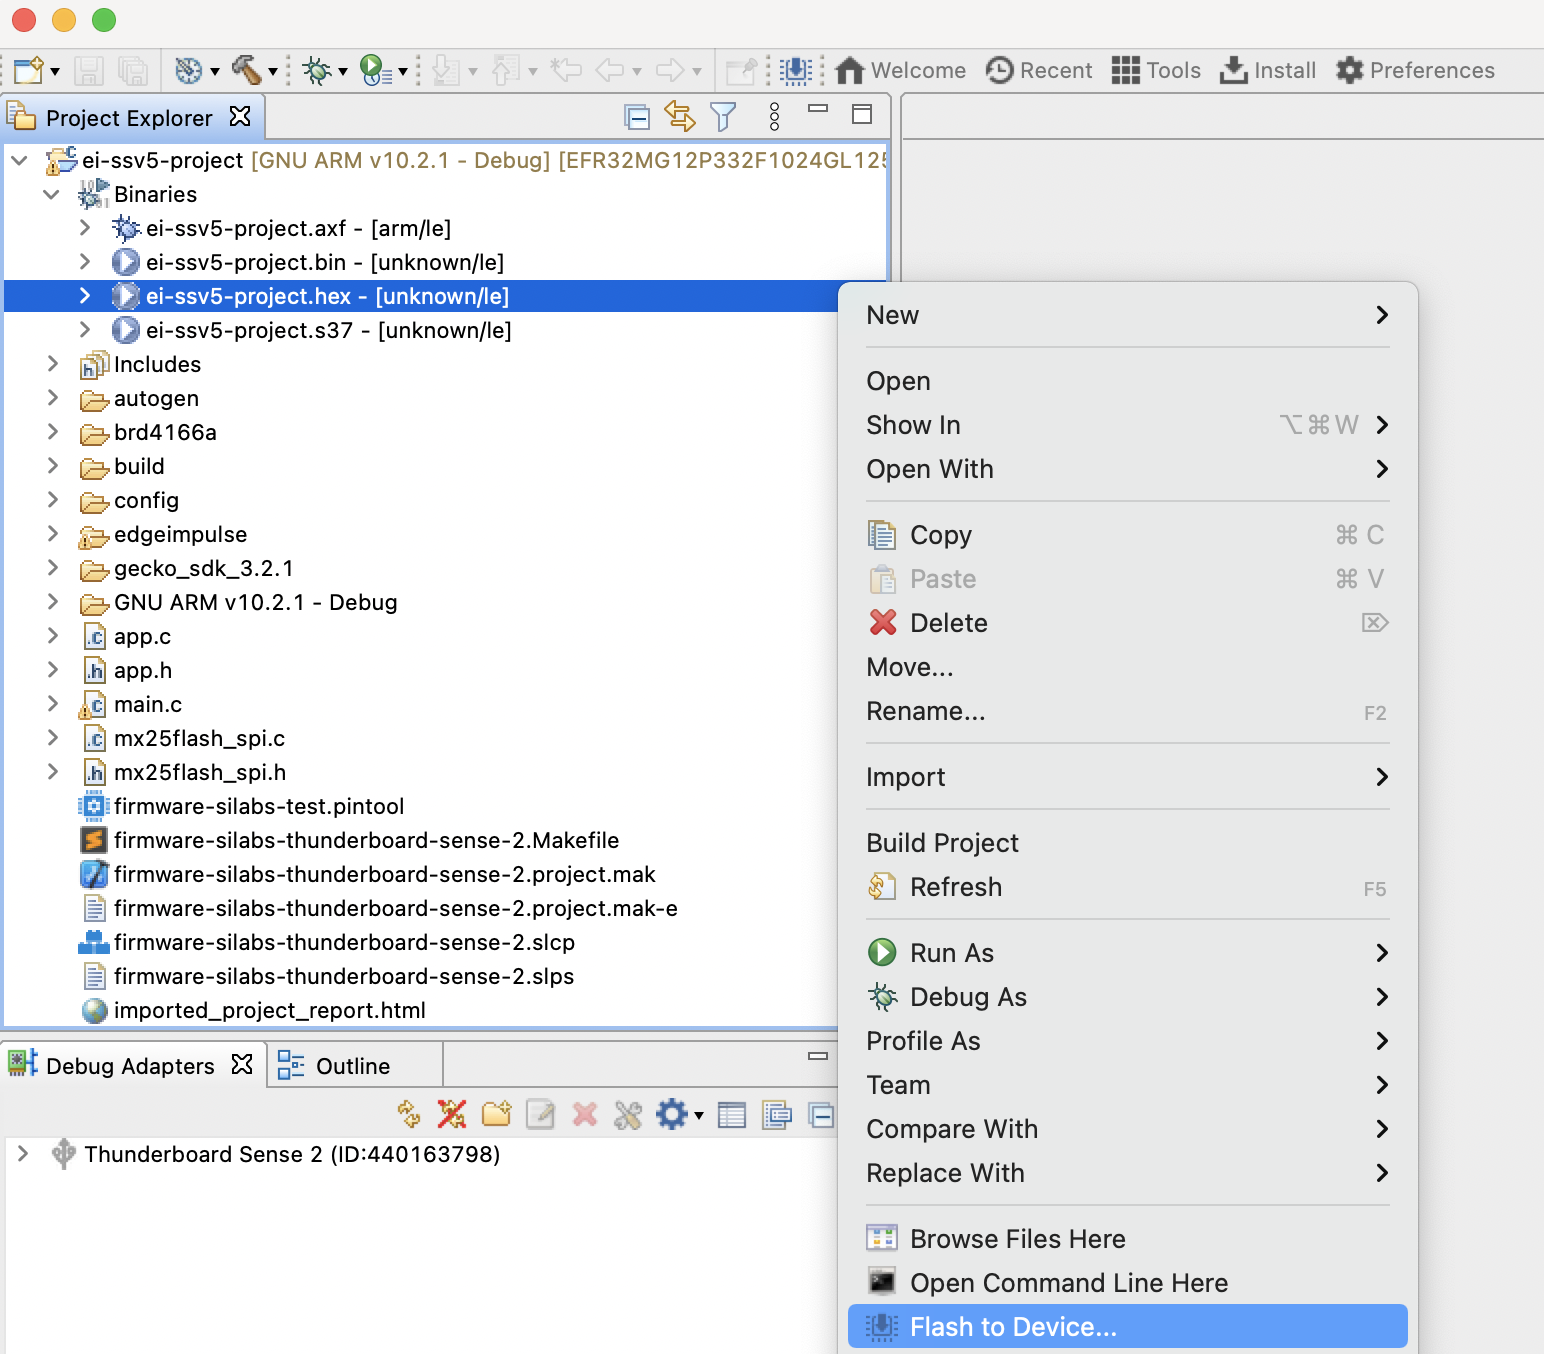 Welcome Recent Tools Install Preferences
Project Explorer
ei-ssv5-project [GNU ARM v10.2.1 - Debug] [EFR32MG12P332F1024GL125
Binaries
ei-ssv5-project.axf - [arm/le]
ei-ssv5-project.bin - [unknown/le]
ei-ssv5-project.hex - [unknown/le]
ei-ssv5-project.s37 - [unknown/le]
Includes
autogen
brd4166a
build
config
edgeimpulse
gecko_sdk_3.2.1
GNU ARM v10.2.1 - Debug
app.c
app.h
main.c
mx25flash_spi.c
mx25flash_spi.h
firmware-silabs-test.pintool
firmware-silabs-thunderboard-sense-2.Makefile
firmware-silabs-thunderboard-sense-2.project.mak
firmware-silabs-thunderboard-sense-2.project.mak-e
firmware-silabs-thunderboard-sense-2.slcp
firmware-silabs-thunderboard-sense-2.slps
imported_project_report.html
Debug Adapters Outline
Thunderboard Sense 2 (ID:440163798)
New
Open
Show In ⌥⌘W
Open With
Copy ⌘ C
Paste ⌘ V
Delete ⌦
Move...
Rename... F2
Import
Build Project
Refresh F5
Run As
Debug As
Profile As
Team
Compare With
Replace With
Browse Files Here
Open Command Line Here
Flash to Device...